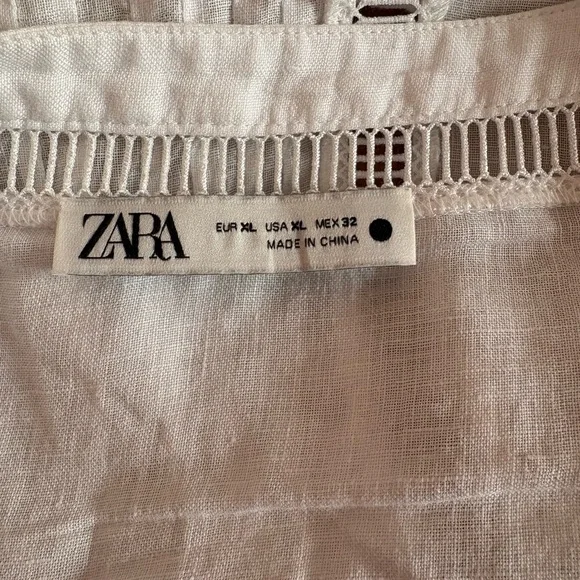 ZARA
EUR XL USA XL MEX 32
MADE IN CHINA